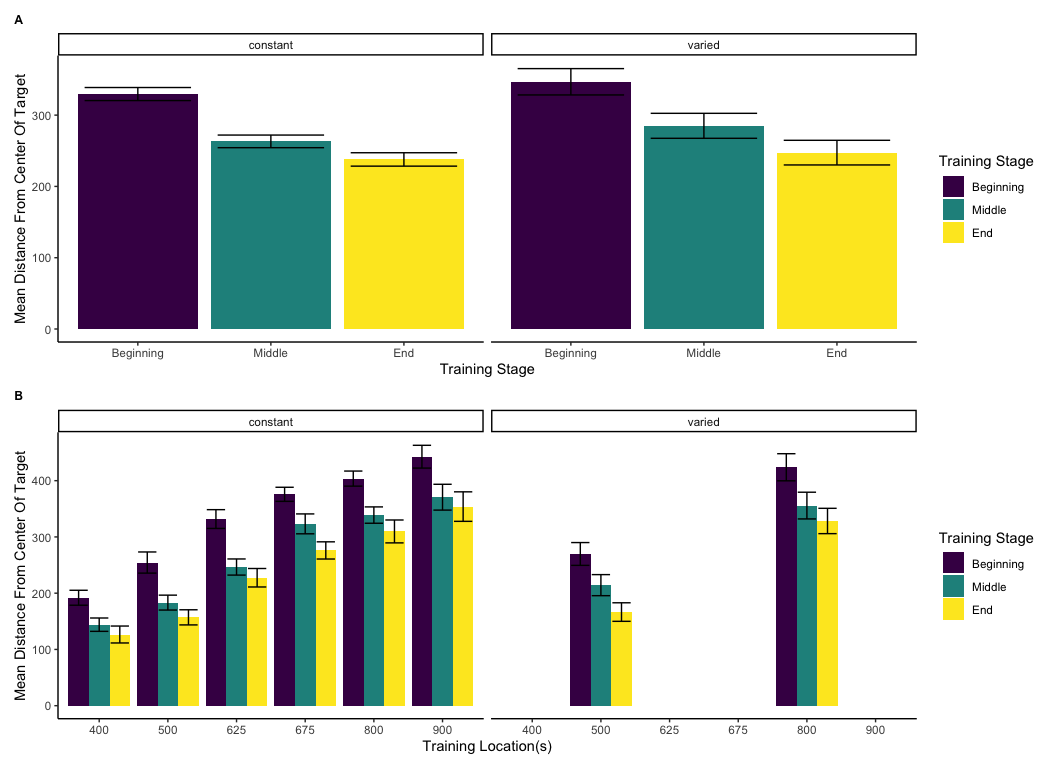 A
constant varied
Mean Distance From Center Of Target
300
200
100
0
Beginning Middle End Beginning Middle End
Training Stage
Training Stage
Beginning
Middle
End
B
constant varied
Mean Distance From Center Of Target
400
300
200
100
0
400 500 625 675 800 900 400 500 625 675 800 900
Training Location(s)
Training Stage
Beginning
Middle
End